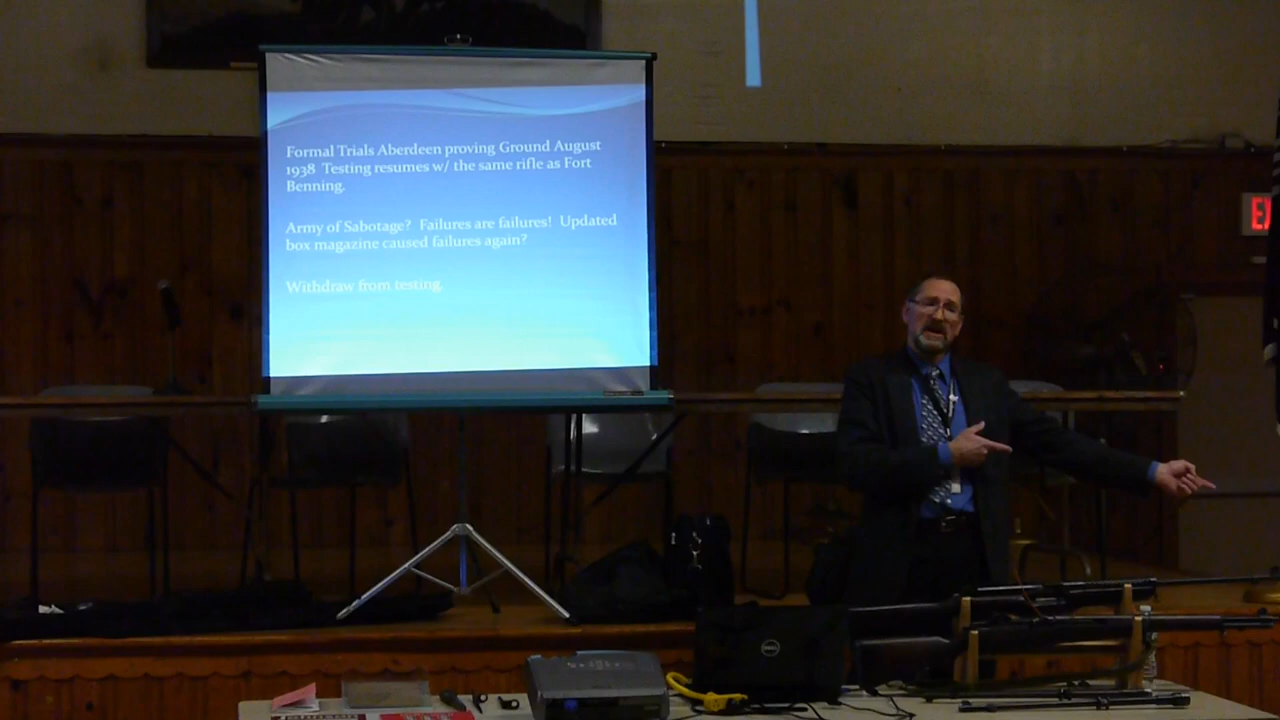 Formal Trials Aberdeen proving Ground August
1938 Testing resumes w/ the same rifle as Fort
Benning.
Army of Sabotage? Failures are failures! Updated
box magazine caused failures again?
Withdraw from testing.
DELL